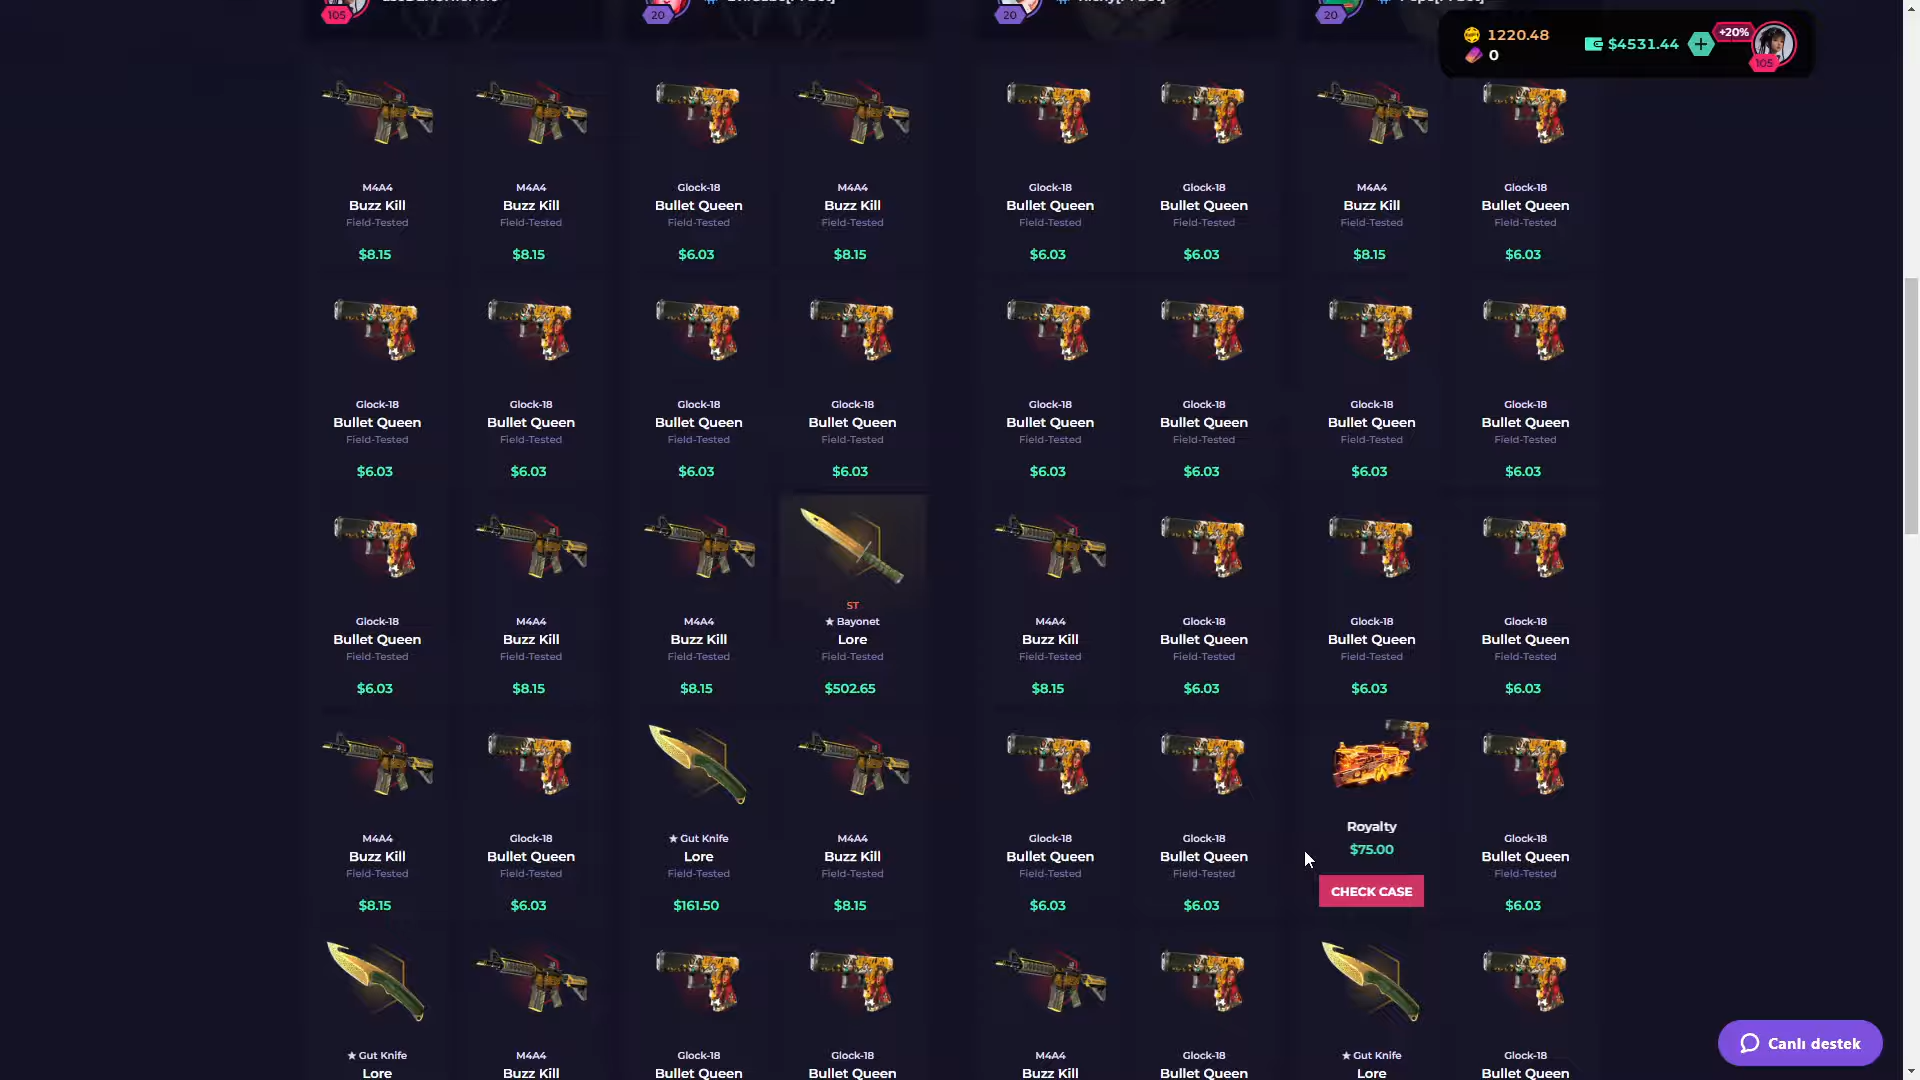 105
20
20
20
1220.48
0
$4531.44
+20%
105
M4A4
Buzz Kill
Field-Tested
$8.15
M4A4
Buzz Kill
Field-Tested
$8.15
Glock-18
Bullet Queen
Field-Tested
$6.03
M4A4
Buzz Kill
Field-Tested
$8.15
Glock-18
Bullet Queen
Field-Tested
$6.03
Glock-18
Bullet Queen
Field-Tested
$6.03
M4A4
Buzz Kill
Field-Tested
$8.15
Glock-18
Bullet Queen
Field-Tested
$6.03
Glock-18
Bullet Queen
Field-Tested
$6.03
Glock-18
Bullet Queen
Field-Tested
$6.03
Glock-18
Bullet Queen
Field-Tested
$6.03
Glock-18
Bullet Queen
Field-Tested
$6.03
Glock-18
Bullet Queen
Field-Tested
$6.03
Glock-18
Bullet Queen
Field-Tested
$6.03
Glock-18
Bullet Queen
Field-Tested
$6.03
Glock-18
Bullet Queen
Field-Tested
$6.03
Glock-18
Bullet Queen
Field-Tested
$6.03
M4A4
Buzz Kill
Field-Tested
$8.15
M4A4
Buzz Kill
Field-Tested
$8.15
ST
★ Bayonet
Lore
Field-Tested
$502.65
M4A4
Buzz Kill
Field-Tested
$8.15
Glock-18
Bullet Queen
Field-Tested
$6.03
Glock-18
Bullet Queen
Field-Tested
$6.03
Glock-18
Bullet Queen
Field-Tested
$6.03
M4A4
Buzz Kill
Field-Tested
$8.15
Glock-18
Bullet Queen
Field-Tested
$6.03
★ Gut Knife
Lore
Field-Tested
$161.50
M4A4
Buzz Kill
Field-Tested
$8.15
Glock-18
Bullet Queen
Field-Tested
$6.03
Glock-18
Bullet Queen
Field-Tested
$6.03
Royalty
$75.00
CHECK CASE
Glock-18
Bullet Queen
Field-Tested
$6.03
★ Gut Knife
Lore
M4A4
Buzz Kill
Glock-18
Bullet Queen
Glock-18
Bullet Queen
M4A4
Buzz Kill
Glock-18
Bullet Queen
★ Gut Knife
Lore
Glock-18
Bullet Queen
Canlı destek